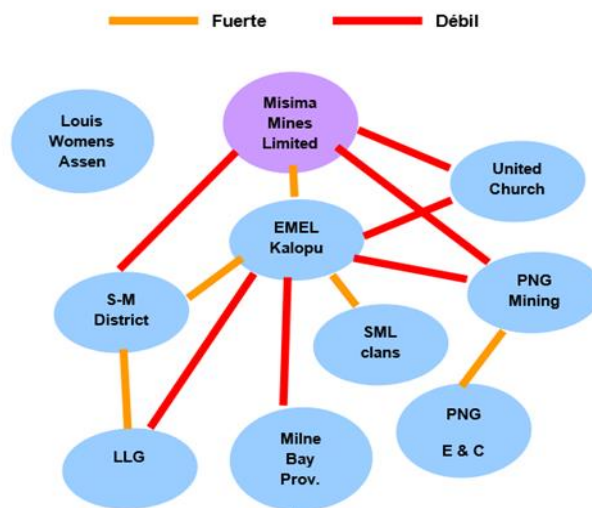 Fuerte
Débil
Misima
Mines
Limited
Louis
Womens
Assen
United
Church
EMEL
Kalopu
S-M
District
PNG
Mining
SML
clans
LLG
Milne
Bay
Prov.
PNG
E & C